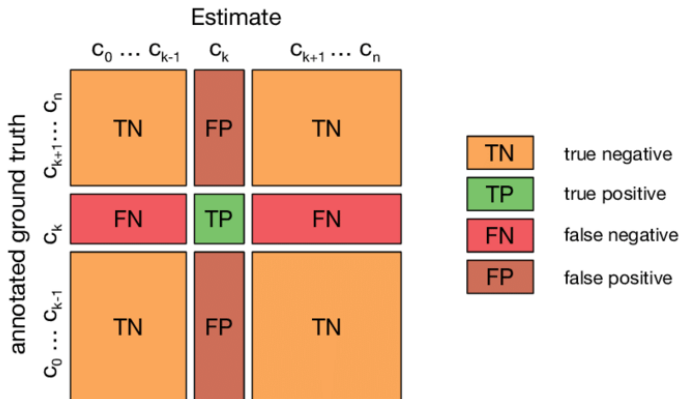 Estimate
c₀ … cₖ₋₁ cₖ cₖ₊₁ … cₙ
annotated ground truth
cₖ₊₁… cₙ
cₖ
c₀ … cₖ₋₁
TN FP TN
FN TP FN
TN FP TN
TN true negative
TP true positive
FN false negative
FP false positive